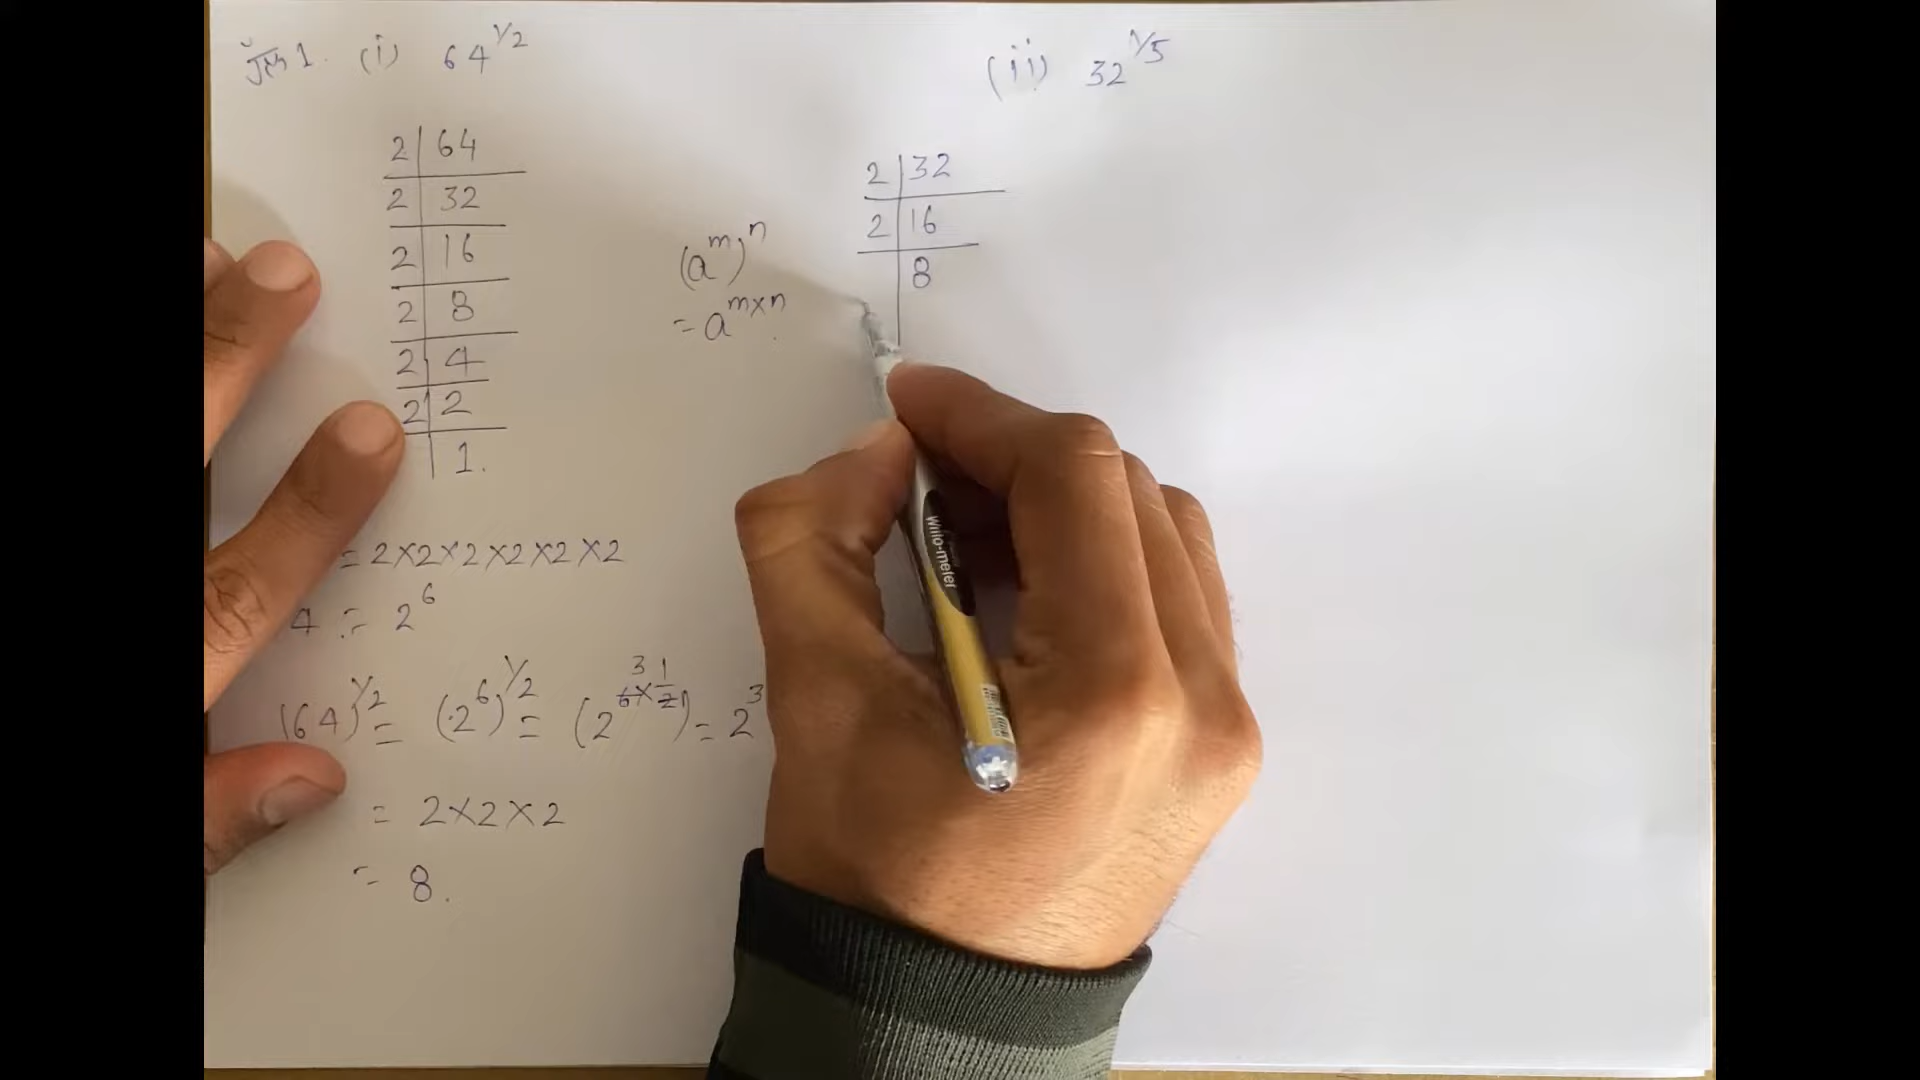 1. (i) 64^1/2
2 | 64
2 | 32
2 | 16
2 | 8
2 | 4
2 | 2
1.
= 2×2×2×2×2×2
4 = 2^6
(64)^1/2 = (2^6)^1/2 = (2^6×1/2) = 2^3
3 1
= 2×2×2
= 8.
(a^m)^n
= a^m×n
(ii) 32^1/5
2 | 32
2 | 16
8